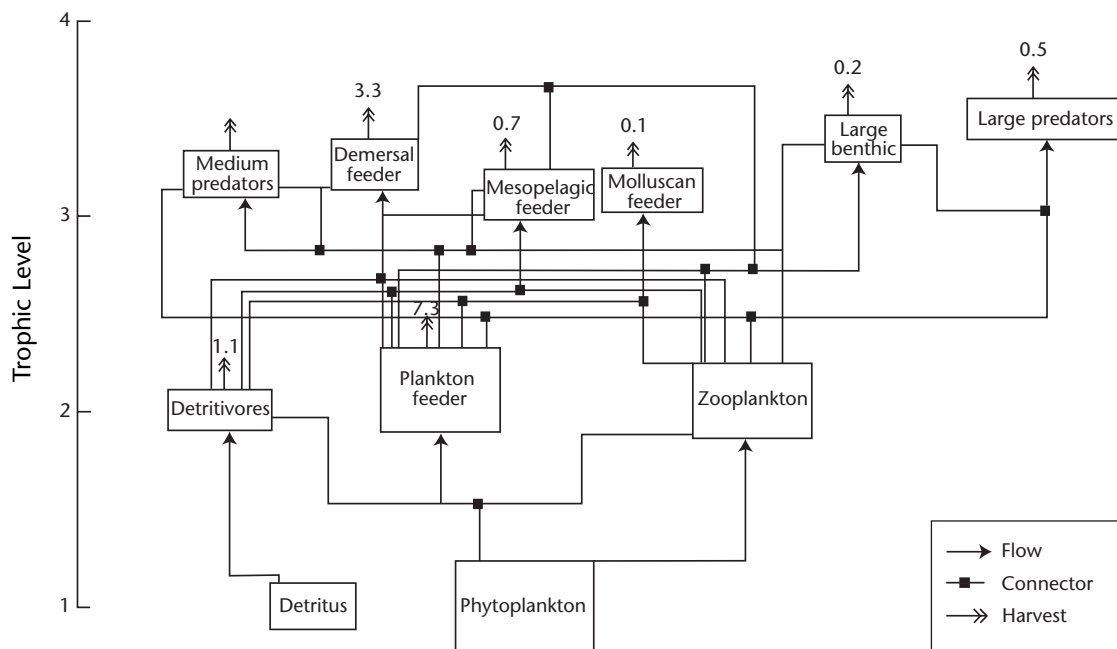 4
0.5
0.2
3.3
0.7
0.1
Large predators
Large
benthic
Demersal
feeder
Medium
predators
Mesopelagic
feeder
Molluscan
feeder
3
Trophic Level
7.3
1.1
Plankton
feeder
Zooplankton
Detritivores
2
Flow
Connector
Harvest
Detritus
Phytoplankton
1